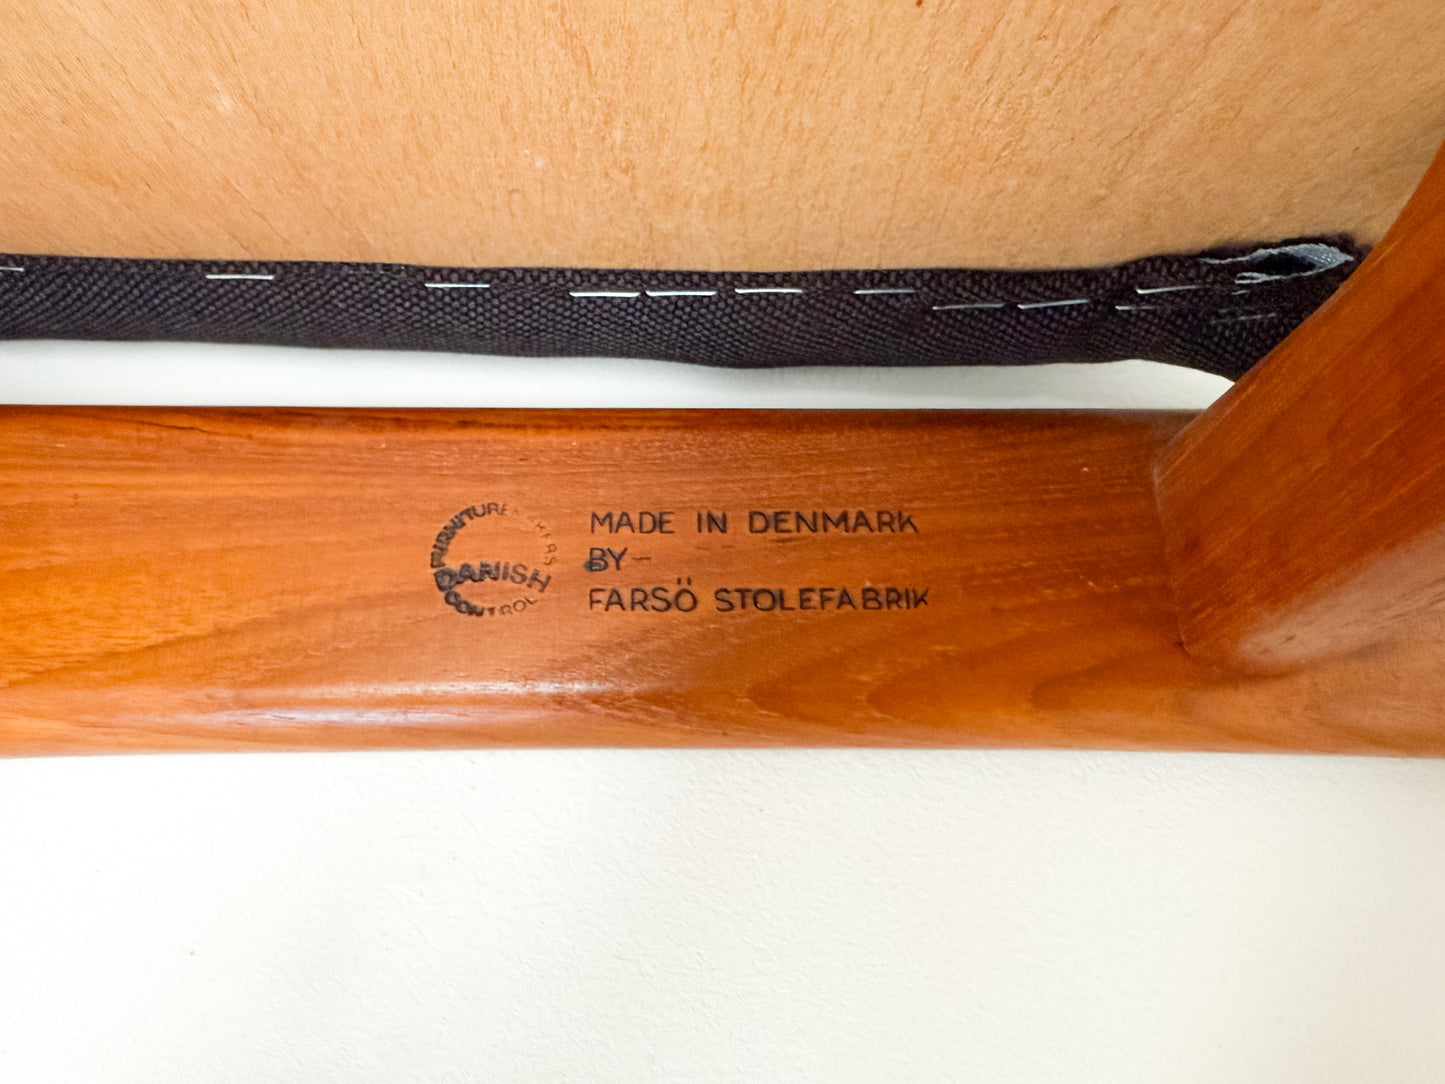 FURNITUREMAKERS
DANISH
CONTROL
MADE IN DENMARK
BY-
FARSÖ STOLEFABRIK